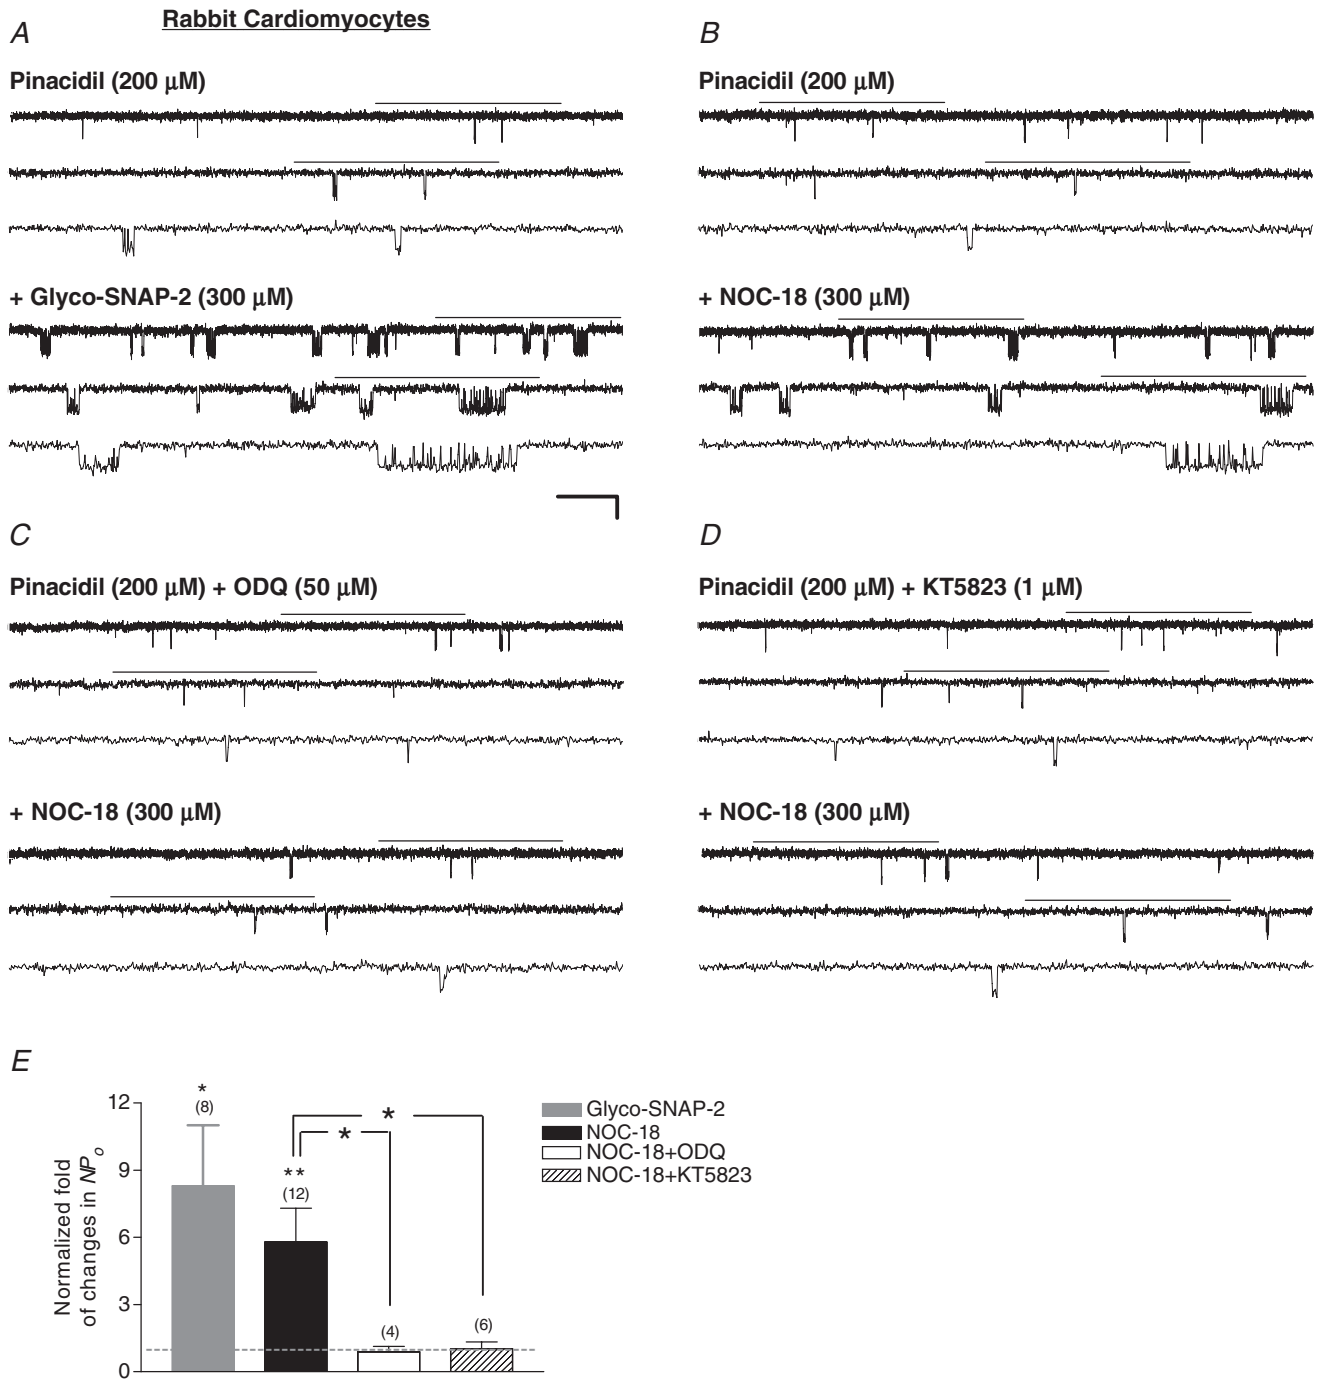 Rabbit Cardiomyocytes
A
B
Pinacidil (200 μM)
Pinacidil (200 μM)
+ Glyco-SNAP-2 (300 μM)
+ NOC-18 (300 μM)
C
D
Pinacidil (200 μM) + ODQ (50 μM)
Pinacidil (200 μM) + KT5823 (1 μM)
+ NOC-18 (300 μM)
+ NOC-18 (300 μM)
E
Normalized fold
of changes in NPo
12
9
6
3
0
*
(8)
**
(12)
*
*
(4)
(6)
Glyco-SNAP-2
NOC-18
NOC-18+ODQ
NOC-18+KT5823